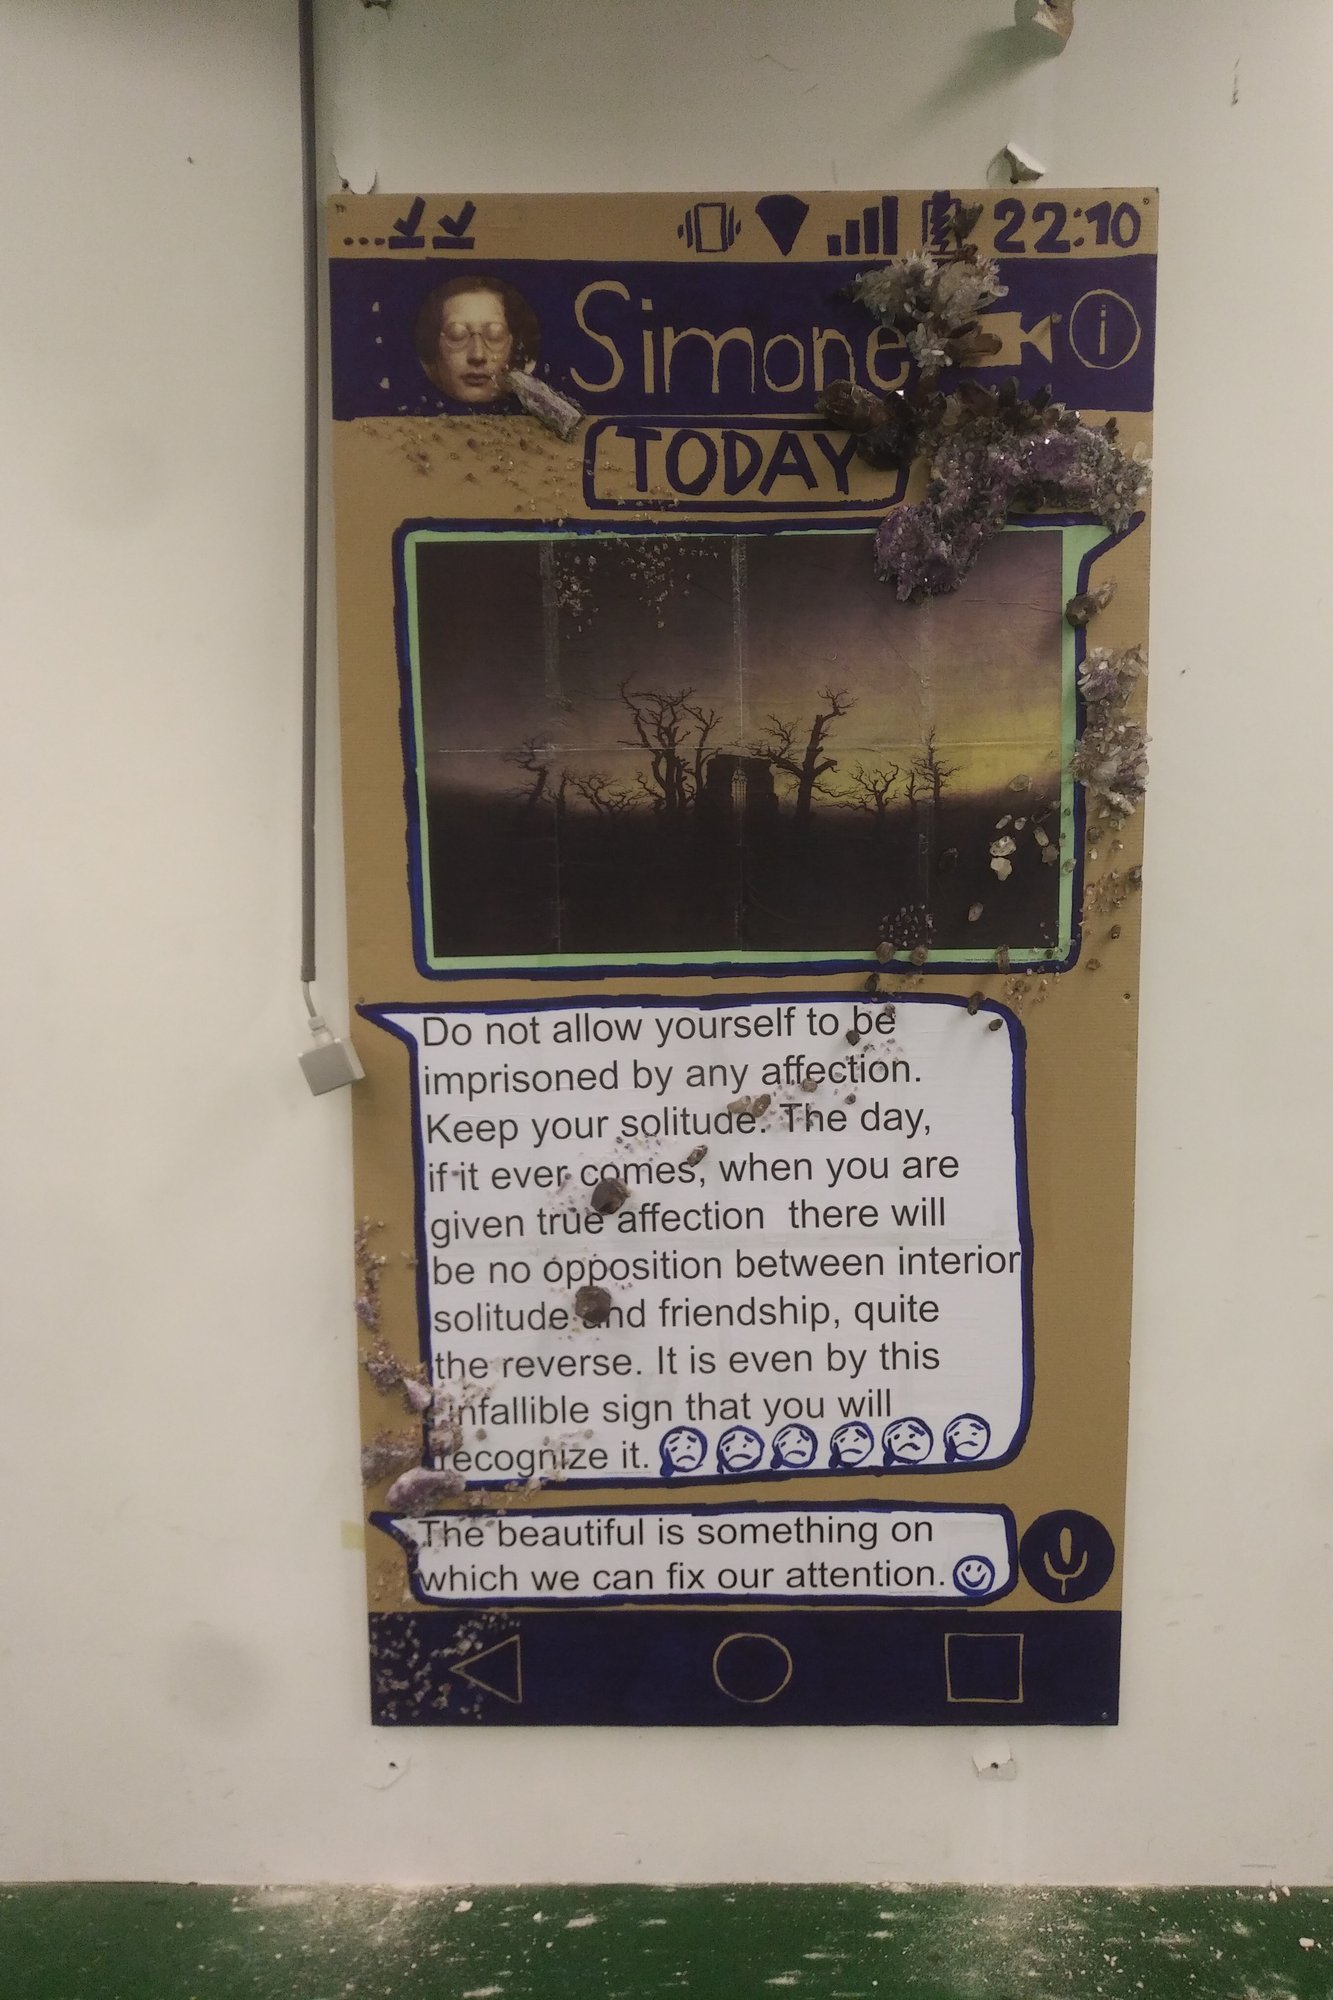 22:10
Simone
i
TODAY
Do not allow yourself to be
imprisoned by any affection.
Keep your solitude. The day,
if it ever comes, when you are
given true affection there will
be no opposition between interior
solitude and friendship, quite
the reverse. It is even by this
infallible sign that you will
recognize it.
The beautiful is something on
which we can fix our attention.